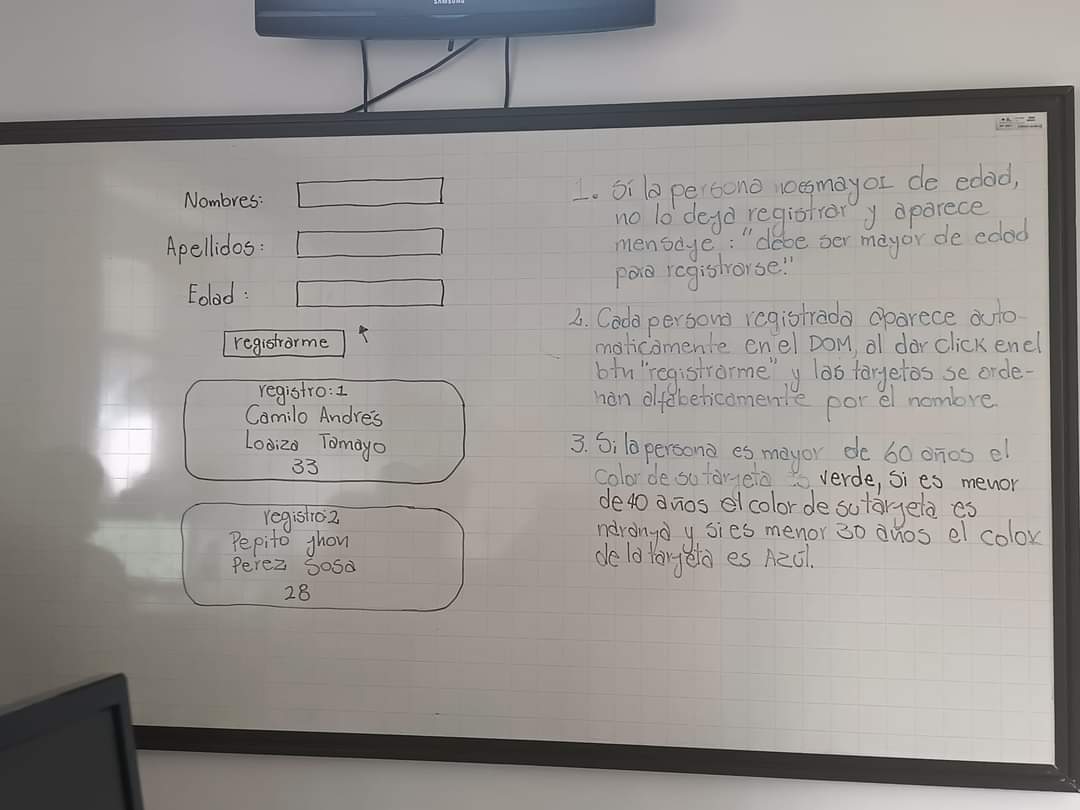 SAMSUNG
Nombres:
Apellidos:
Edad:
registrarme
registro:1
Camilo Andrés
Loaiza Tamayo
33
registro:2
Pepito jhon
Perez Sosa
28
1. Si la persona no es mayor de edad,
no lo deja registrar y aparece
mensaje: "debe ser mayor de edad
para registrarse."
2. Cada persona registrada aparece auto-
maticamente en el DOM, al dar click en el
btn "registrarme" y las tarjetas se orde-
nan alfabeticamente por el nombre
3. Si la persona es mayor de 60 años el
color de su tarjeta es verde, si es menor
de 40 años el color de su tarjeta es
naranja y si es menor 30 años el color
de la tarjeta es Azúl.